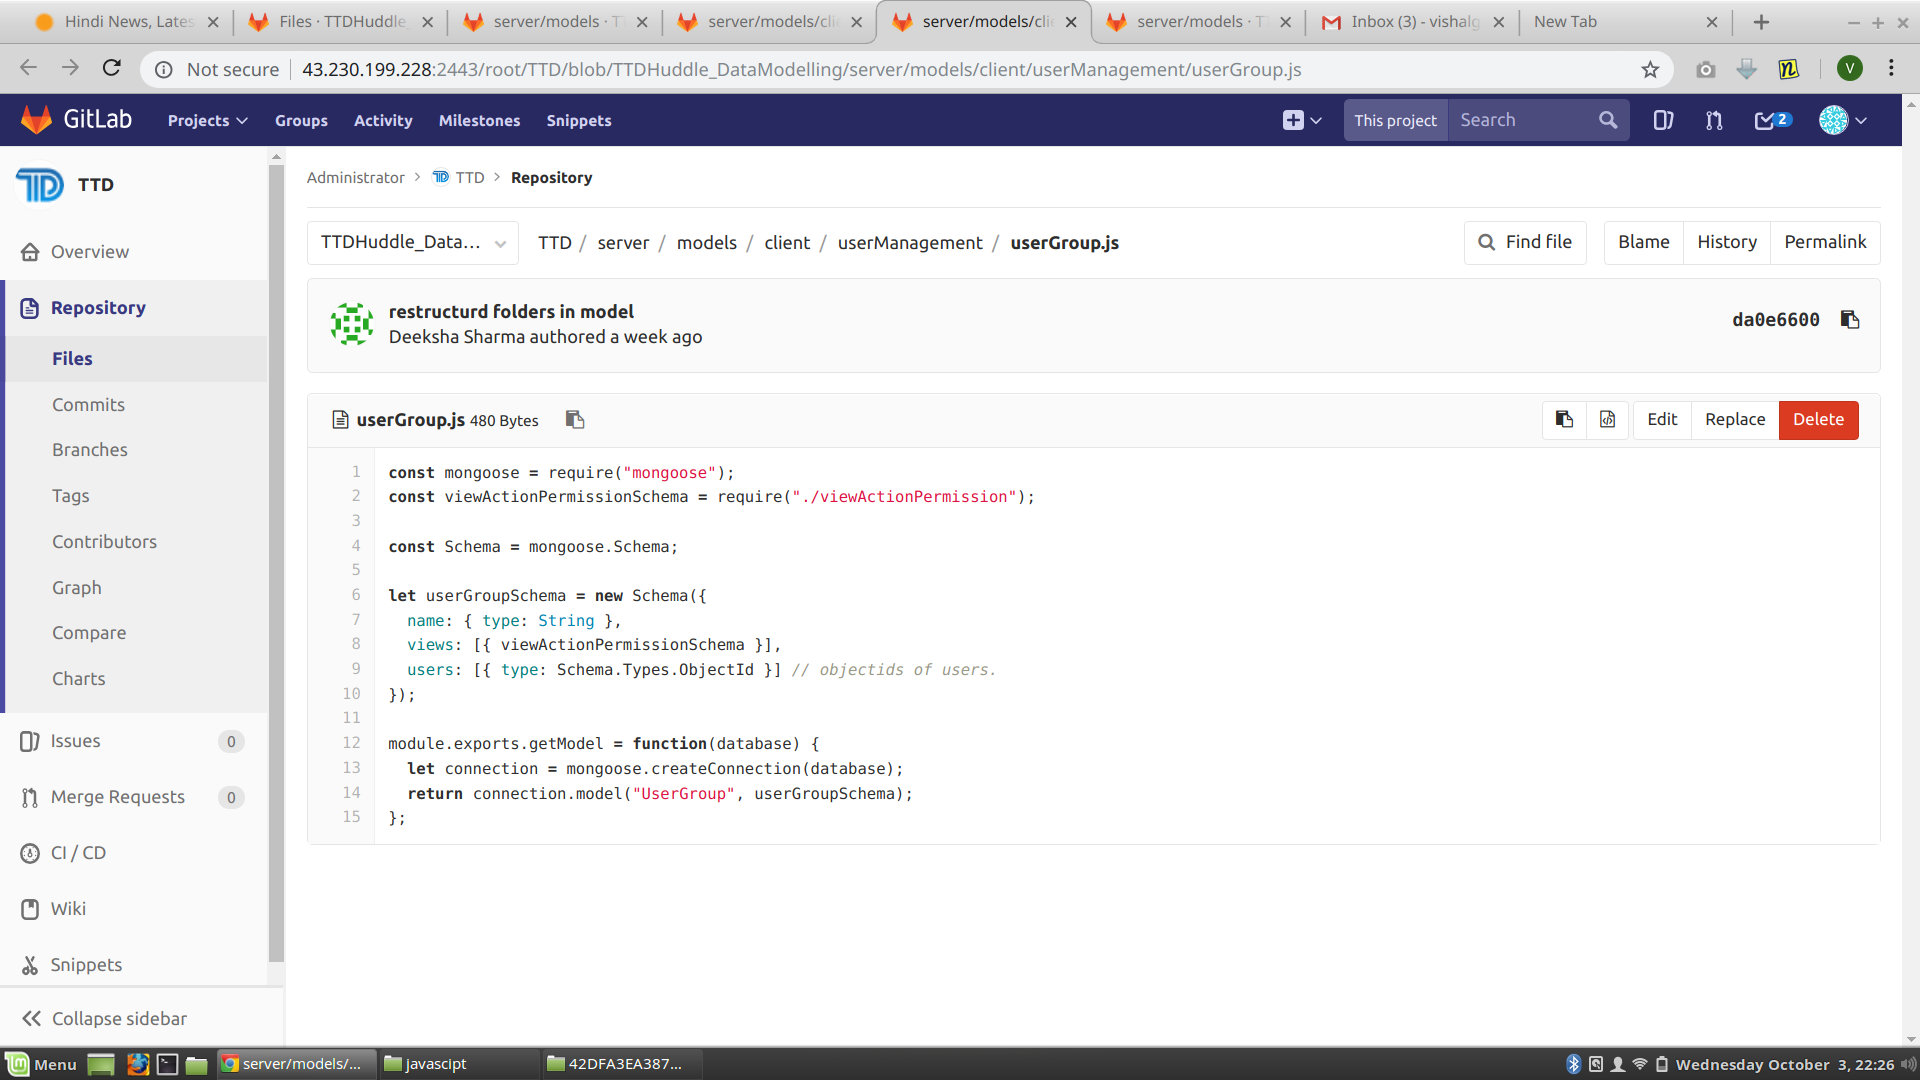 Hindi News, Lates
Files · TTDHuddle_
server/models · T
server/models/cli
server/models/cli
server/models · T
Inbox (3) - vishalg
New Tab
Not secure
43.230.199.228:2443/root/TTD/blob/TTDHuddle_DataModelling/server/models/client/userManagement/userGroup.js
V
GitLab
Projects
Groups
Activity
Milestones
Snippets
This project
Search
2
TTD
Overview
Repository
Files
Commits
Branches
Tags
Contributors
Graph
Compare
Charts
Issues 0
Merge Requests 0
CI / CD
Wiki
Snippets
Collapse sidebar
Administrator > TTD > Repository
TTDHuddle_Data...
TTD / server / models / client / userManagement / userGroup.js
Find file
Blame
History
Permalink
restructurd folders in model
Deeksha Sharma authored a week ago
da0e6600
userGroup.js 480 Bytes
Edit
Replace
Delete
1 const mongoose = require("mongoose");
2 const viewActionPermissionSchema = require("./viewActionPermission");
3
4 const Schema = mongoose.Schema;
5
6 let userGroupSchema = new Schema({
7 name: { type: String },
8 views: [{ viewActionPermissionSchema }],
9 users: [{ type: Schema.Types.ObjectId }] // objectids of users.
10 });
11
12 module.exports.getModel = function(database) {
13 let connection = mongoose.createConnection(database);
14 return connection.model("UserGroup", userGroupSchema);
15 };
Menu
server/models/...
javascipt
42DFA3EA387...
Wednesday October 3, 22:26